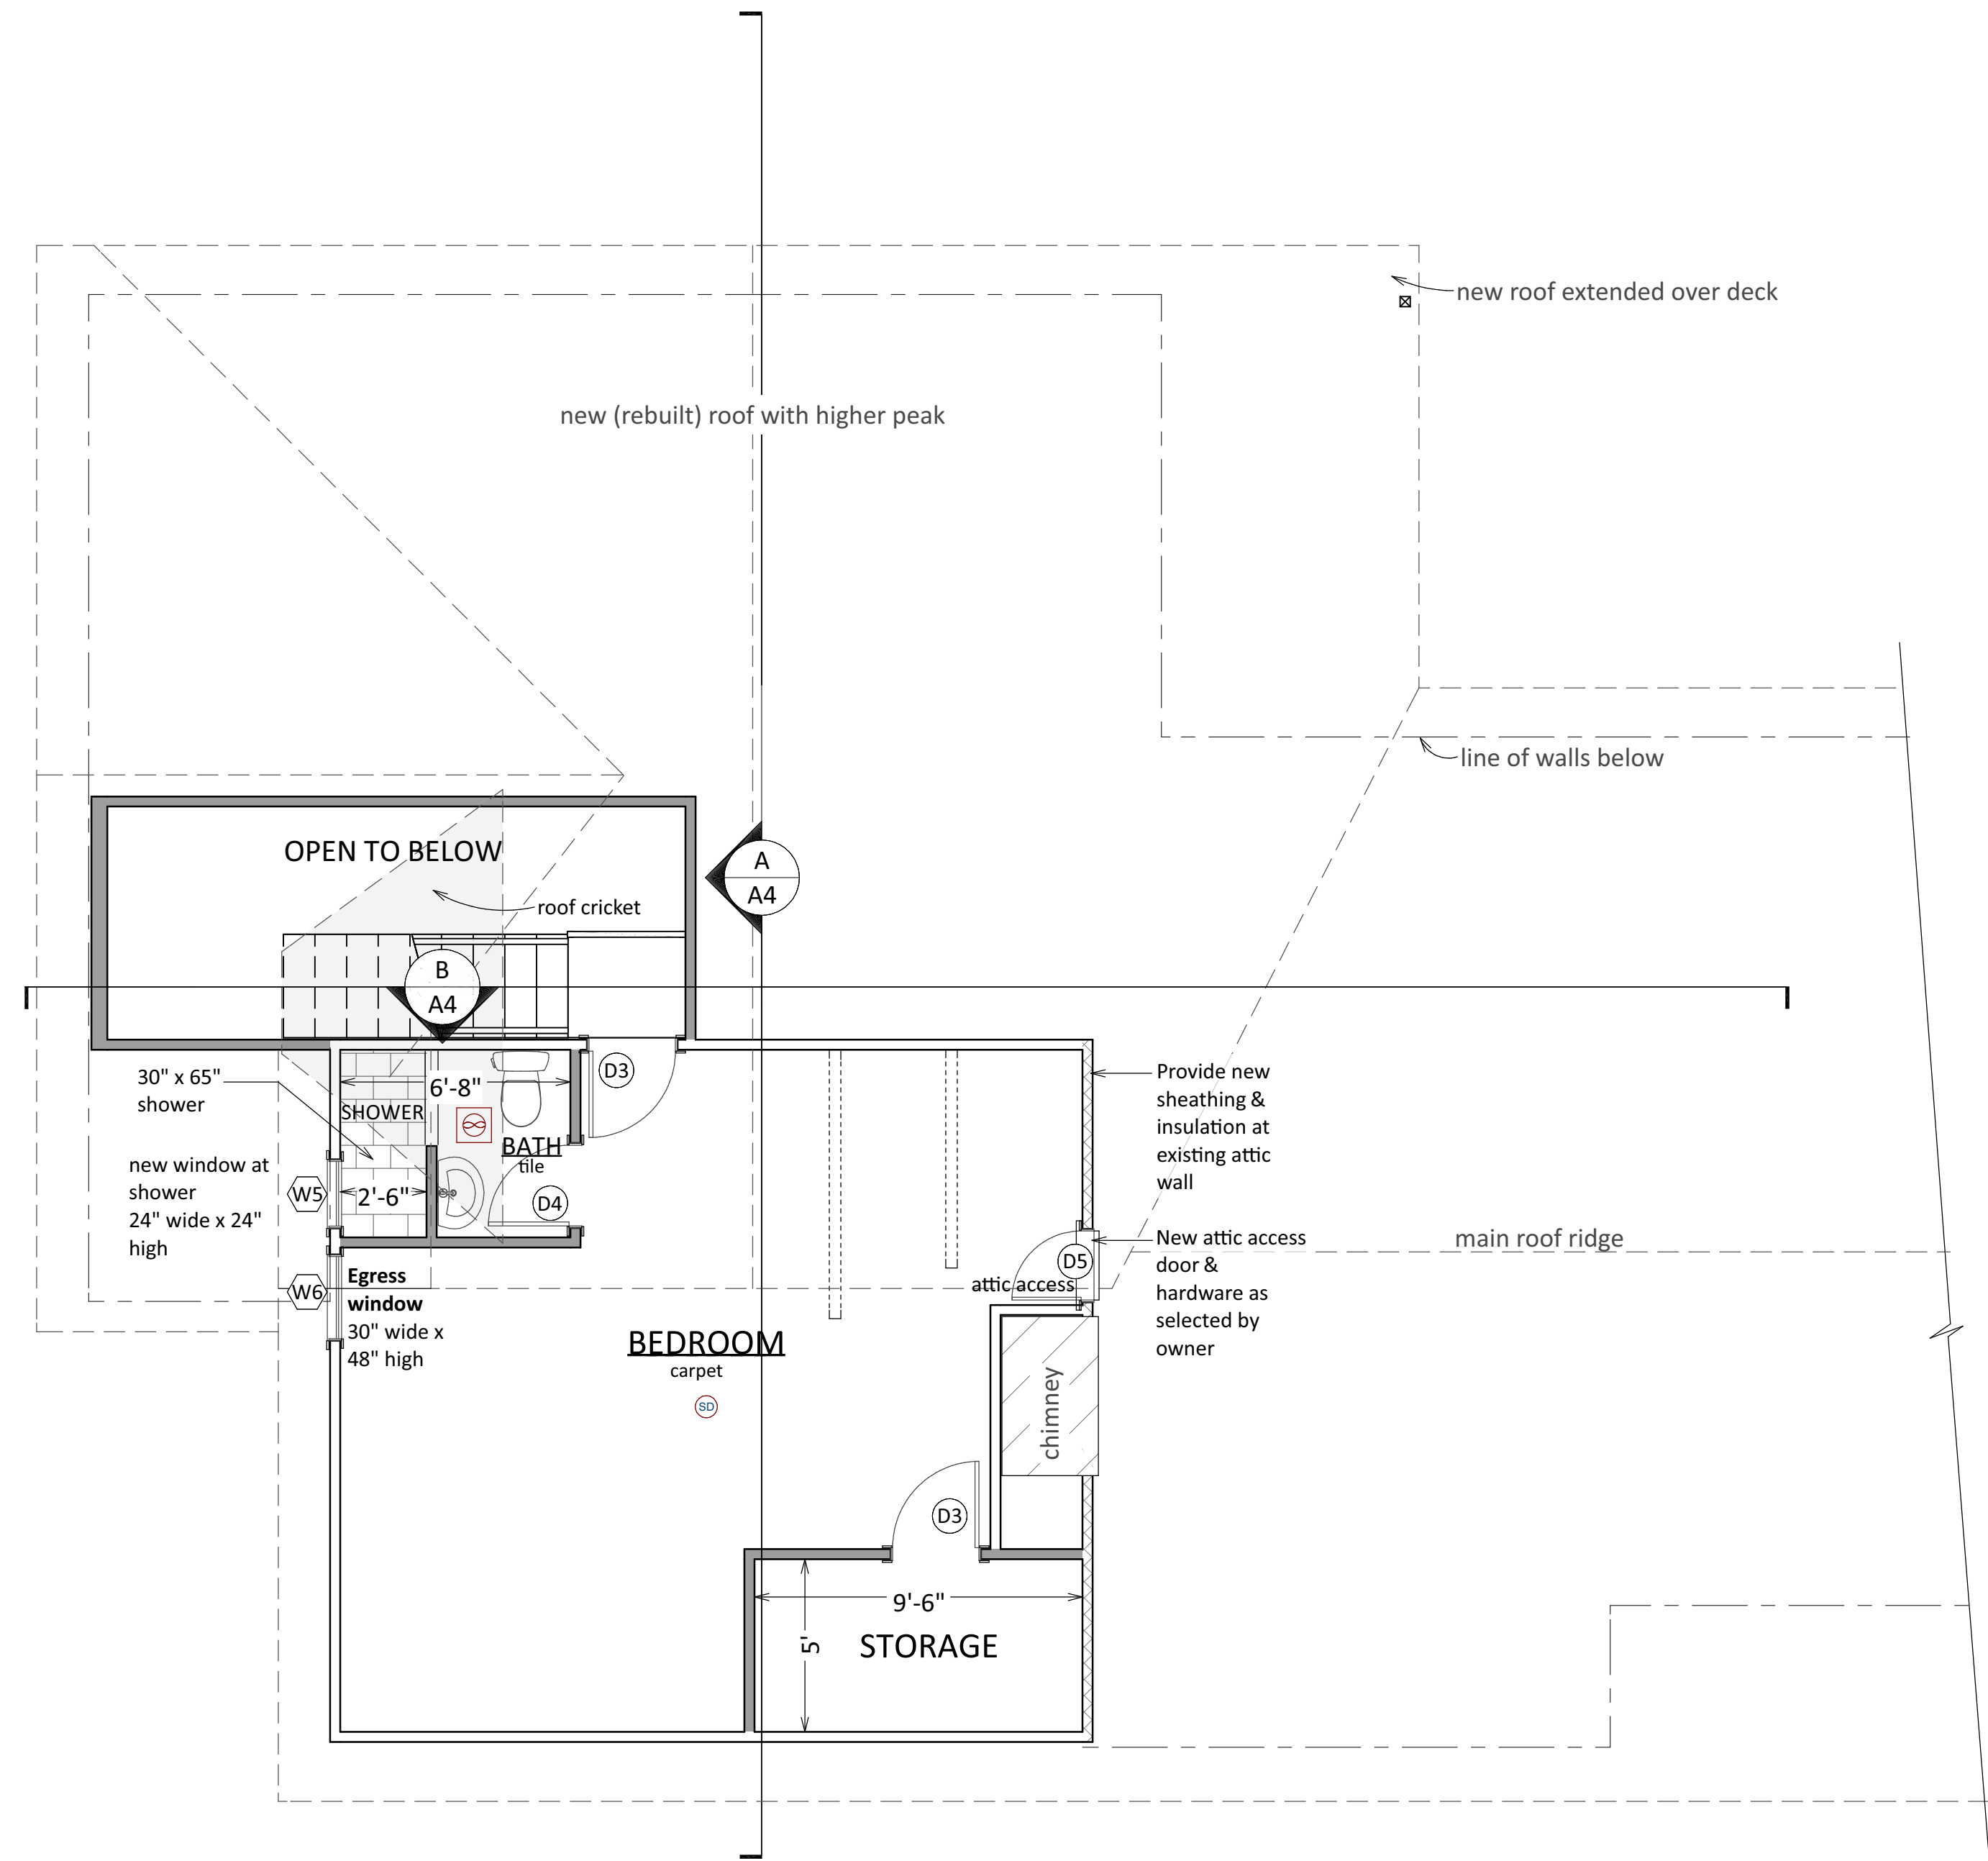 new roof extended over deck
new (rebuilt) roof with higher peak
line of walls below
OPEN TO BELOW
A
A4
roof cricket
B
A4
30" x 65"
shower
6'-8"
D3
SHOWER
BATH
tile
new window at
shower
24" wide x 24"
high
W5
2'-6"
D4
Provide new
sheathing &
insulation at
existing attic
wall
New attic access
door &
hardware as
selected by
owner
main roof ridge
D5
attic access
W6
Egress
window
30" wide x
48" high
BEDROOM
carpet
SD
chimney
D3
9'-6"
5'
STORAGE